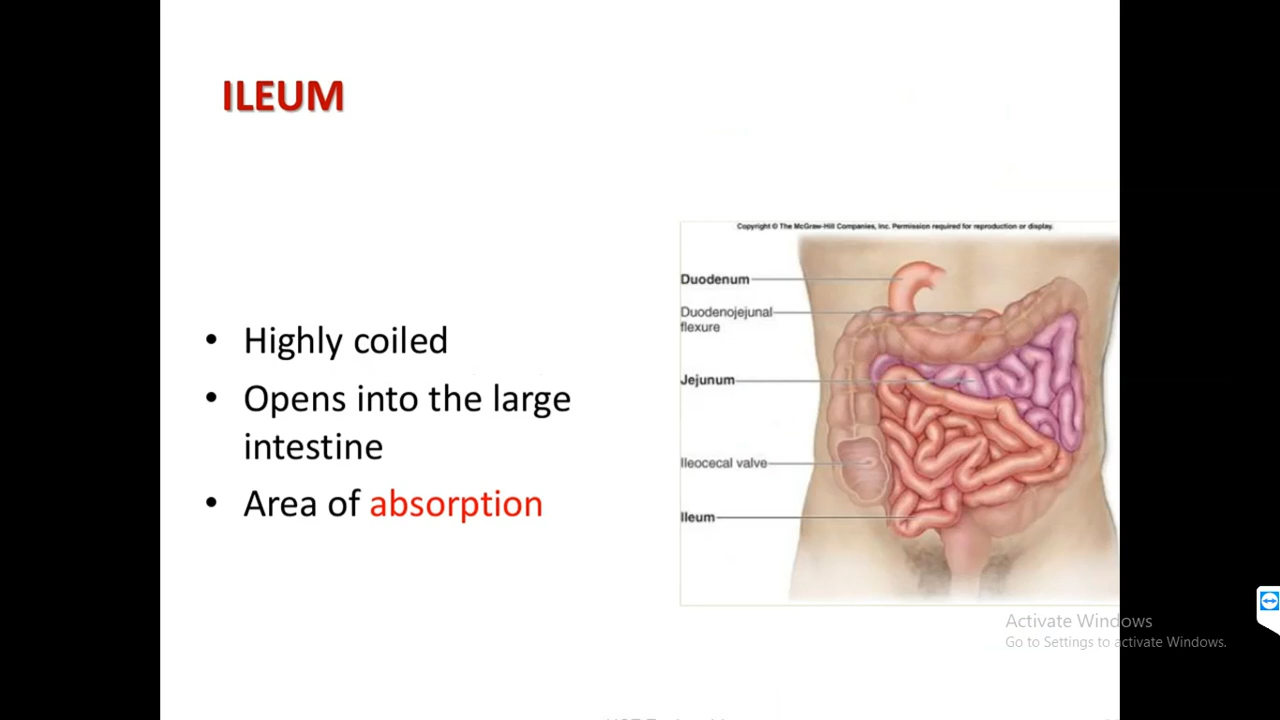 ILEUM
• Highly coiled
• Opens into the large
intestine
• Area of absorption
Copyright © The McGraw-Hill Companies, Inc. Permission required for reproduction or display.
Duodenum
Duodenojejunal
flexure
Jejunum
Ileocecal valve
Ileum
Activate Windows
Go to Settings to activate Windows.